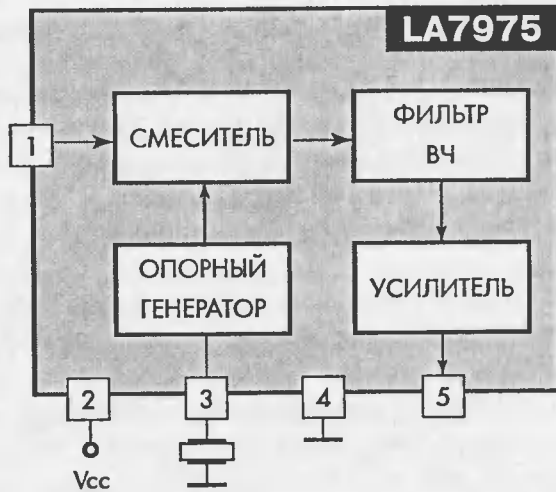 LA7975
1
СМЕСИТЕЛЬ
ФИЛЬТР
ВЧ
ОПОРНЫЙ
ГЕНЕРАТОР
УСИЛИТЕЛЬ
2
3
4
5
Vcc